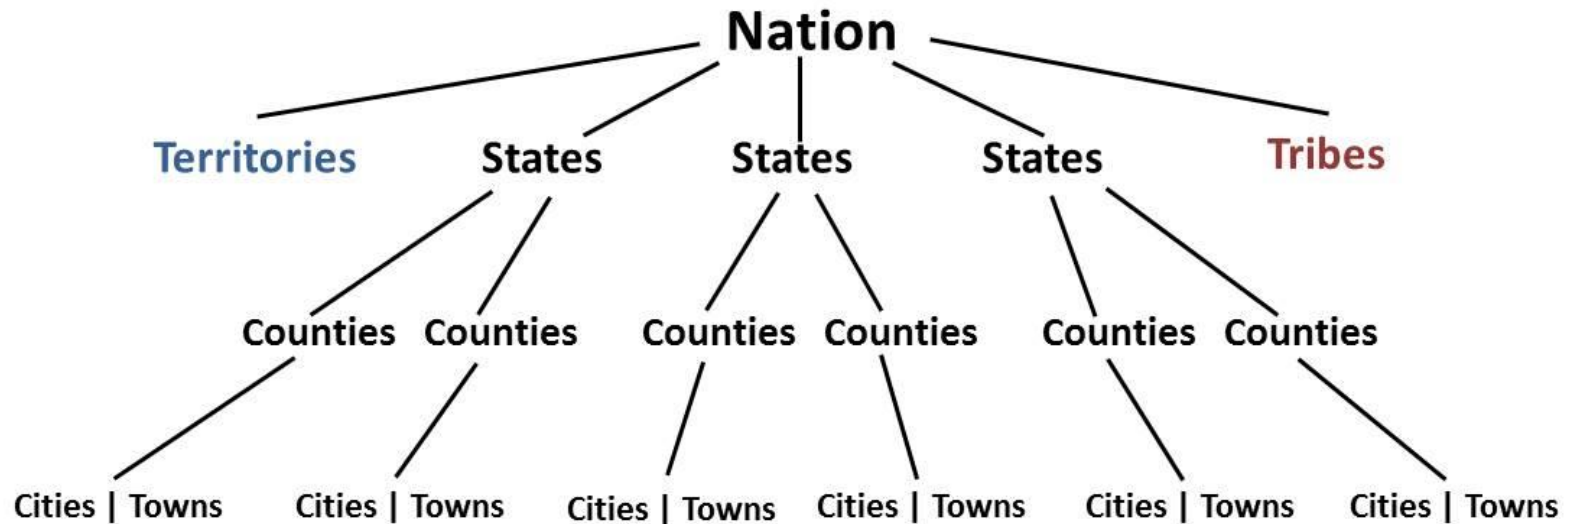 Nation
Territories States States States Tribes
Counties Counties Counties Counties Counties Counties
Cities | Towns Cities | Towns Cities | Towns Cities | Towns Cities | Towns Cities | Towns